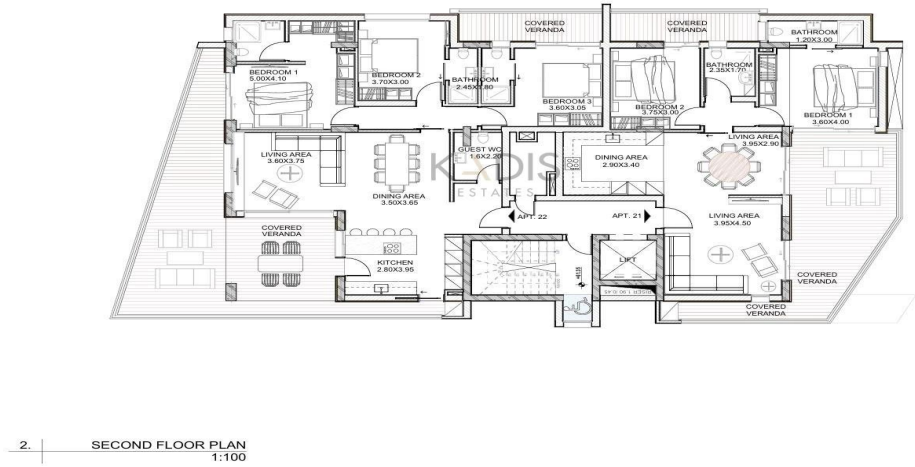 COVERED
VERANDA
COVERED
VERANDA
BATHROOM
1.20X3.00
BEDROOM 1
5.00X4.10
BEDROOM 2
3.70X3.00
BATHROOM
2.45X1.80
BEDROOM 3
3.60X3.05
BEDROOM 2
3.75X3.00
BATHROOM
2.35X1.70
BEDROOM 1
3.60X4.00
LIVING AREA
3.60X3.75
DINING AREA
3.50X3.65
GUEST WC
1.6X2.20
KADIS
ESTATES
DINING AREA
2.90X3.40
LIVING AREA
3.95X2.90
COVERED
VERANDA
APT. 22
APT. 21
LIVING AREA
3.95X4.50
KITCHEN
2.80X3.95
LIFT
COVERED
VERANDA
COVERED
VERANDA
2.
SECOND FLOOR PLAN
1:100